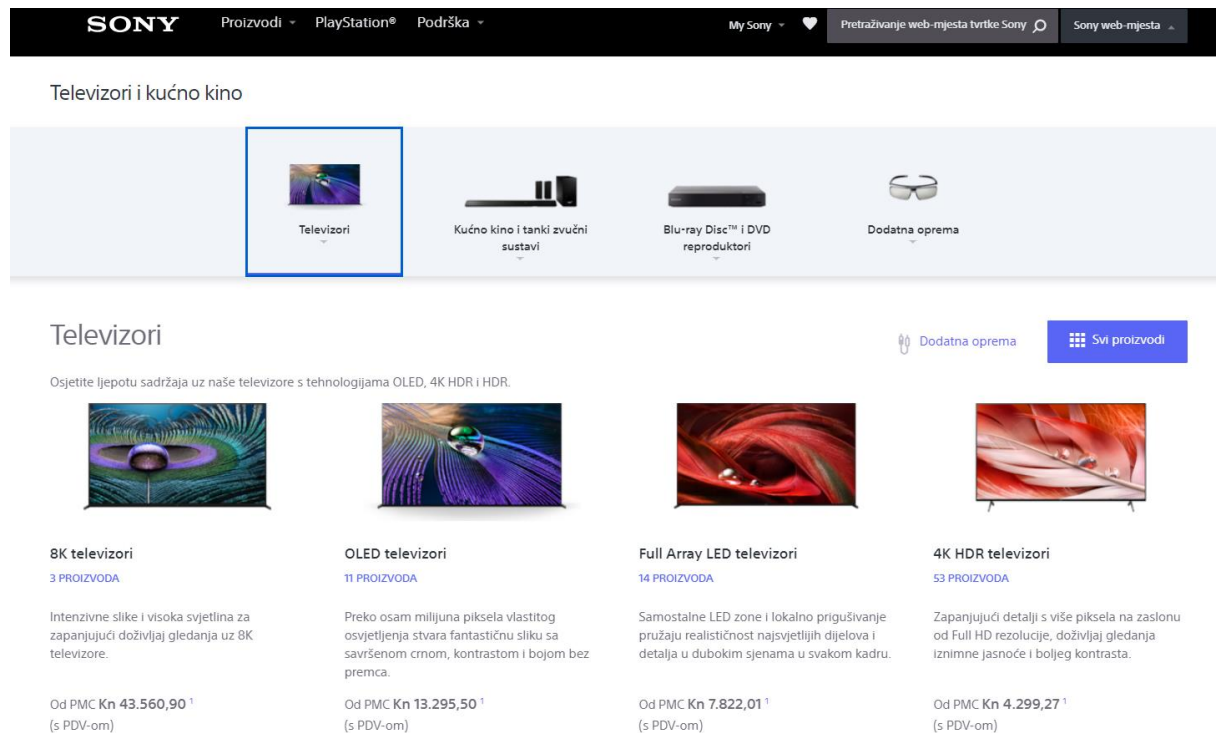 SONY Proizvodi PlayStation® Podrška My Sony Pretraživanje web-mjesta tvrtke Sony Sony web-mjesta
Televizori i kućno kino
Televizori
Kućno kino i tanki zvučni
sustavi
Blu-ray Disc™ i DVD
reproduktori
Dodatna oprema
Televizori
Dodatna oprema
Svi proizvodi
Osjetite ljepotu sadržaja uz naše televizore s tehnologijama OLED, 4K HDR i HDR.
8K televizori
3 PROIZVODA
Intenzivne slike i visoka svjetlina za
zapanjujući doživljaj gledanja uz 8K
televizore.
Od PMC Kn 43.560,90 1
(s PDV-om)
OLED televizori
11 PROIZVODA
Preko osam milijuna piksela vlastitog
osvjetljenja stvara fantastičnu sliku sa
savršenom crnom, kontrastom i bojom bez
premca.
Od PMC Kn 13.295,50 1
(s PDV-om)
Full Array LED televizori
14 PROIZVODA
Samostalne LED zone i lokalno prigušivanje
pružaju realističnost najsvjetlijih dijelova i
detalja u dubokim sjenama u svakom kadru.
Od PMC Kn 7.822,01 1
(s PDV-om)
4K HDR televizori
53 PROIZVODA
Zapanjujući detalji s više piksela na zaslonu
od Full HD rezolucije, doživljaj gledanja
iznimne jasnoće i boljeg kontrasta.
Od PMC Kn 4.299,27 1
(s PDV-om)